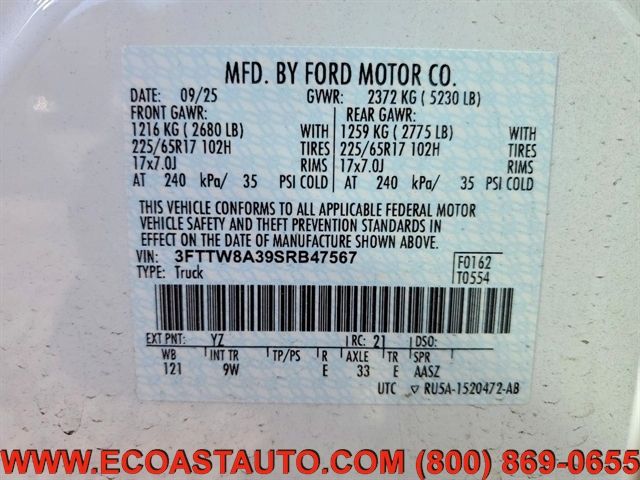 MFD. BY FORD MOTOR CO.
DATE: 09/25 GVWR: 2372 KG ( 5230 LB)
FRONT GAWR: REAR GAWR:
1216 KG ( 2680 LB) WITH 1259 KG ( 2775 LB) WITH
225/65R17 102H TIRES 225/65R17 102H TIRES
17x7.0J RIMS 17x7.0J RIMS
AT 240 kPa/ 35 PSI COLD AT 240 kPa/ 35 PSI COLD
THIS VEHICLE CONFORMS TO ALL APPLICABLE FEDERAL MOTOR
VEHICLE SAFETY AND THEFT PREVENTION STANDARDS IN
EFFECT ON THE DATE OF MANUFACTURE SHOWN ABOVE.
VIN: 3FTTW8A39SRB47567 F0162
TYPE: Truck T0554
EXT PNT: YZ RC: 21 DSO:
WB INT TR TP/PS R AXLE TR SPR
121 9W E 33 E AASZ
UTC ▽ RU5A-1520472-AB
WWW.ECOASTAUTO.COM (800) 869-0655